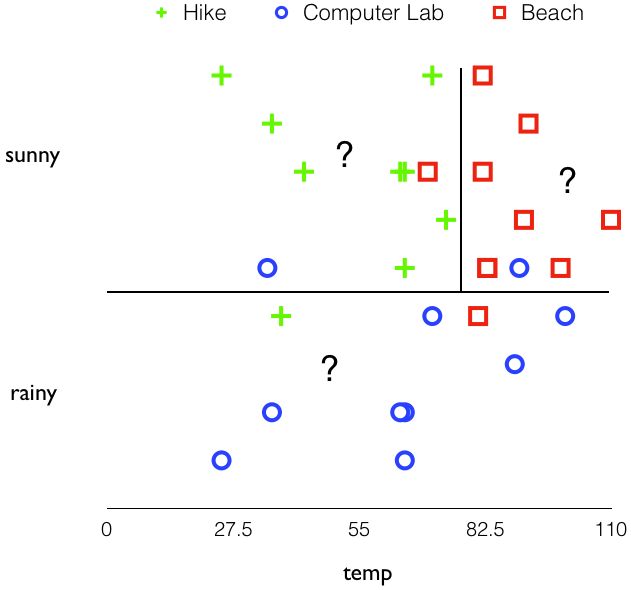 Hike Computer Lab Beach
sunny
?
?
rainy
?
0 27.5 55 82.5 110
temp